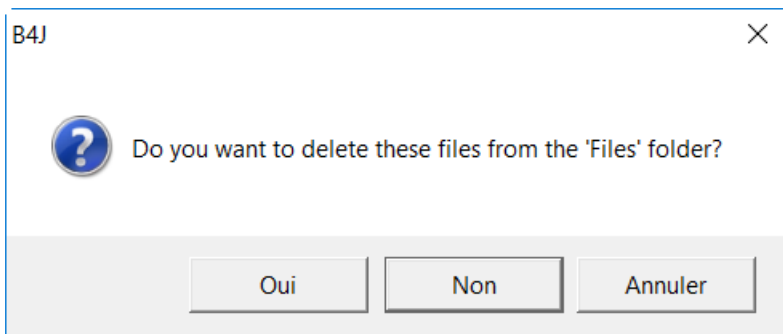 B4J
Do you want to delete these files from the 'Files' folder?
Oui Non Annuler